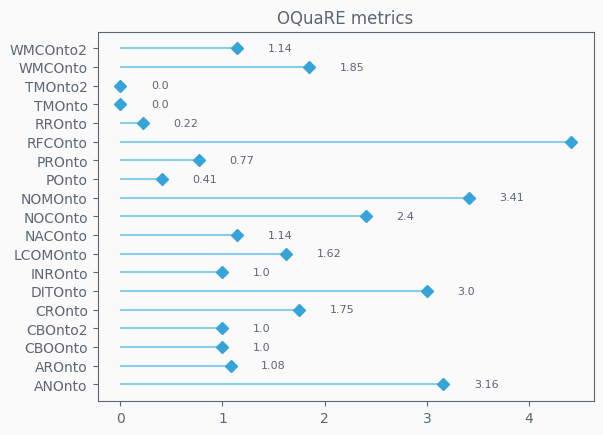 OQuaRE metrics
WMCOnto2 1.14
WMCOnto 1.85
TMOnto2 0.0
TMOnto 0.0
RROnto 0.22
RFCOnto
PROnto 0.77
POnto 0.41
NOMOnto 3.41
NOCOnto 2.4
NACOnto 1.14
LCOMOnto 1.62
INROnto 1.0
DITOnto 3.0
CROnto 1.75
CBOnto2 1.0
CBOOnto 1.0
AROnto 1.08
ANOnto 3.16
0 1 2 3 4